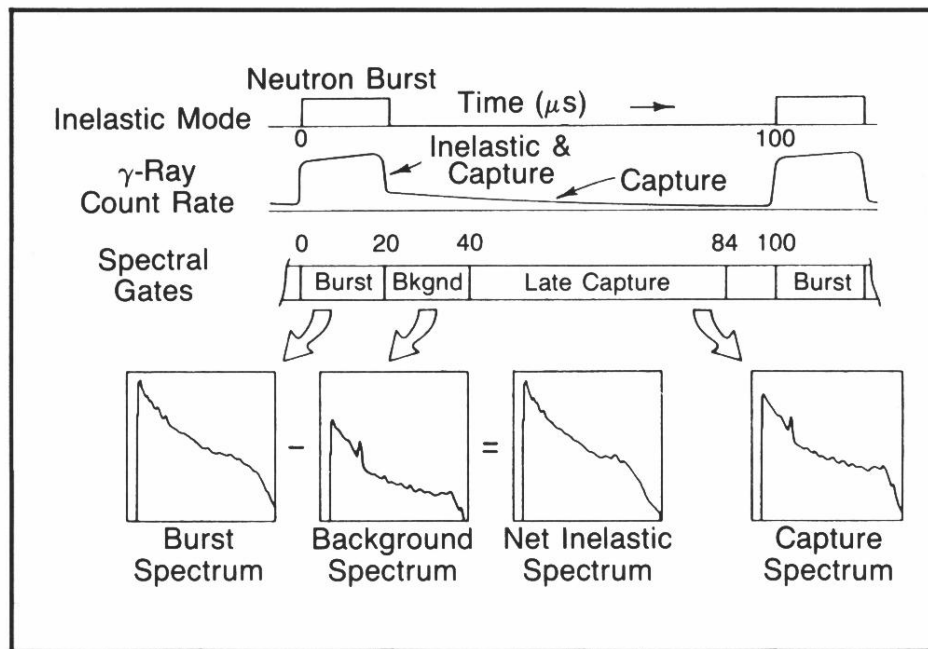 Neutron Burst
Inelastic Mode
Time (μs)
0
100
γ-Ray
Count Rate
Inelastic &
Capture
Capture
0 20 40 84 100
Spectral
Gates
Burst Bkgnd Late Capture Burst
− =
Burst
Spectrum
Background
Spectrum
Net Inelastic
Spectrum
Capture
Spectrum